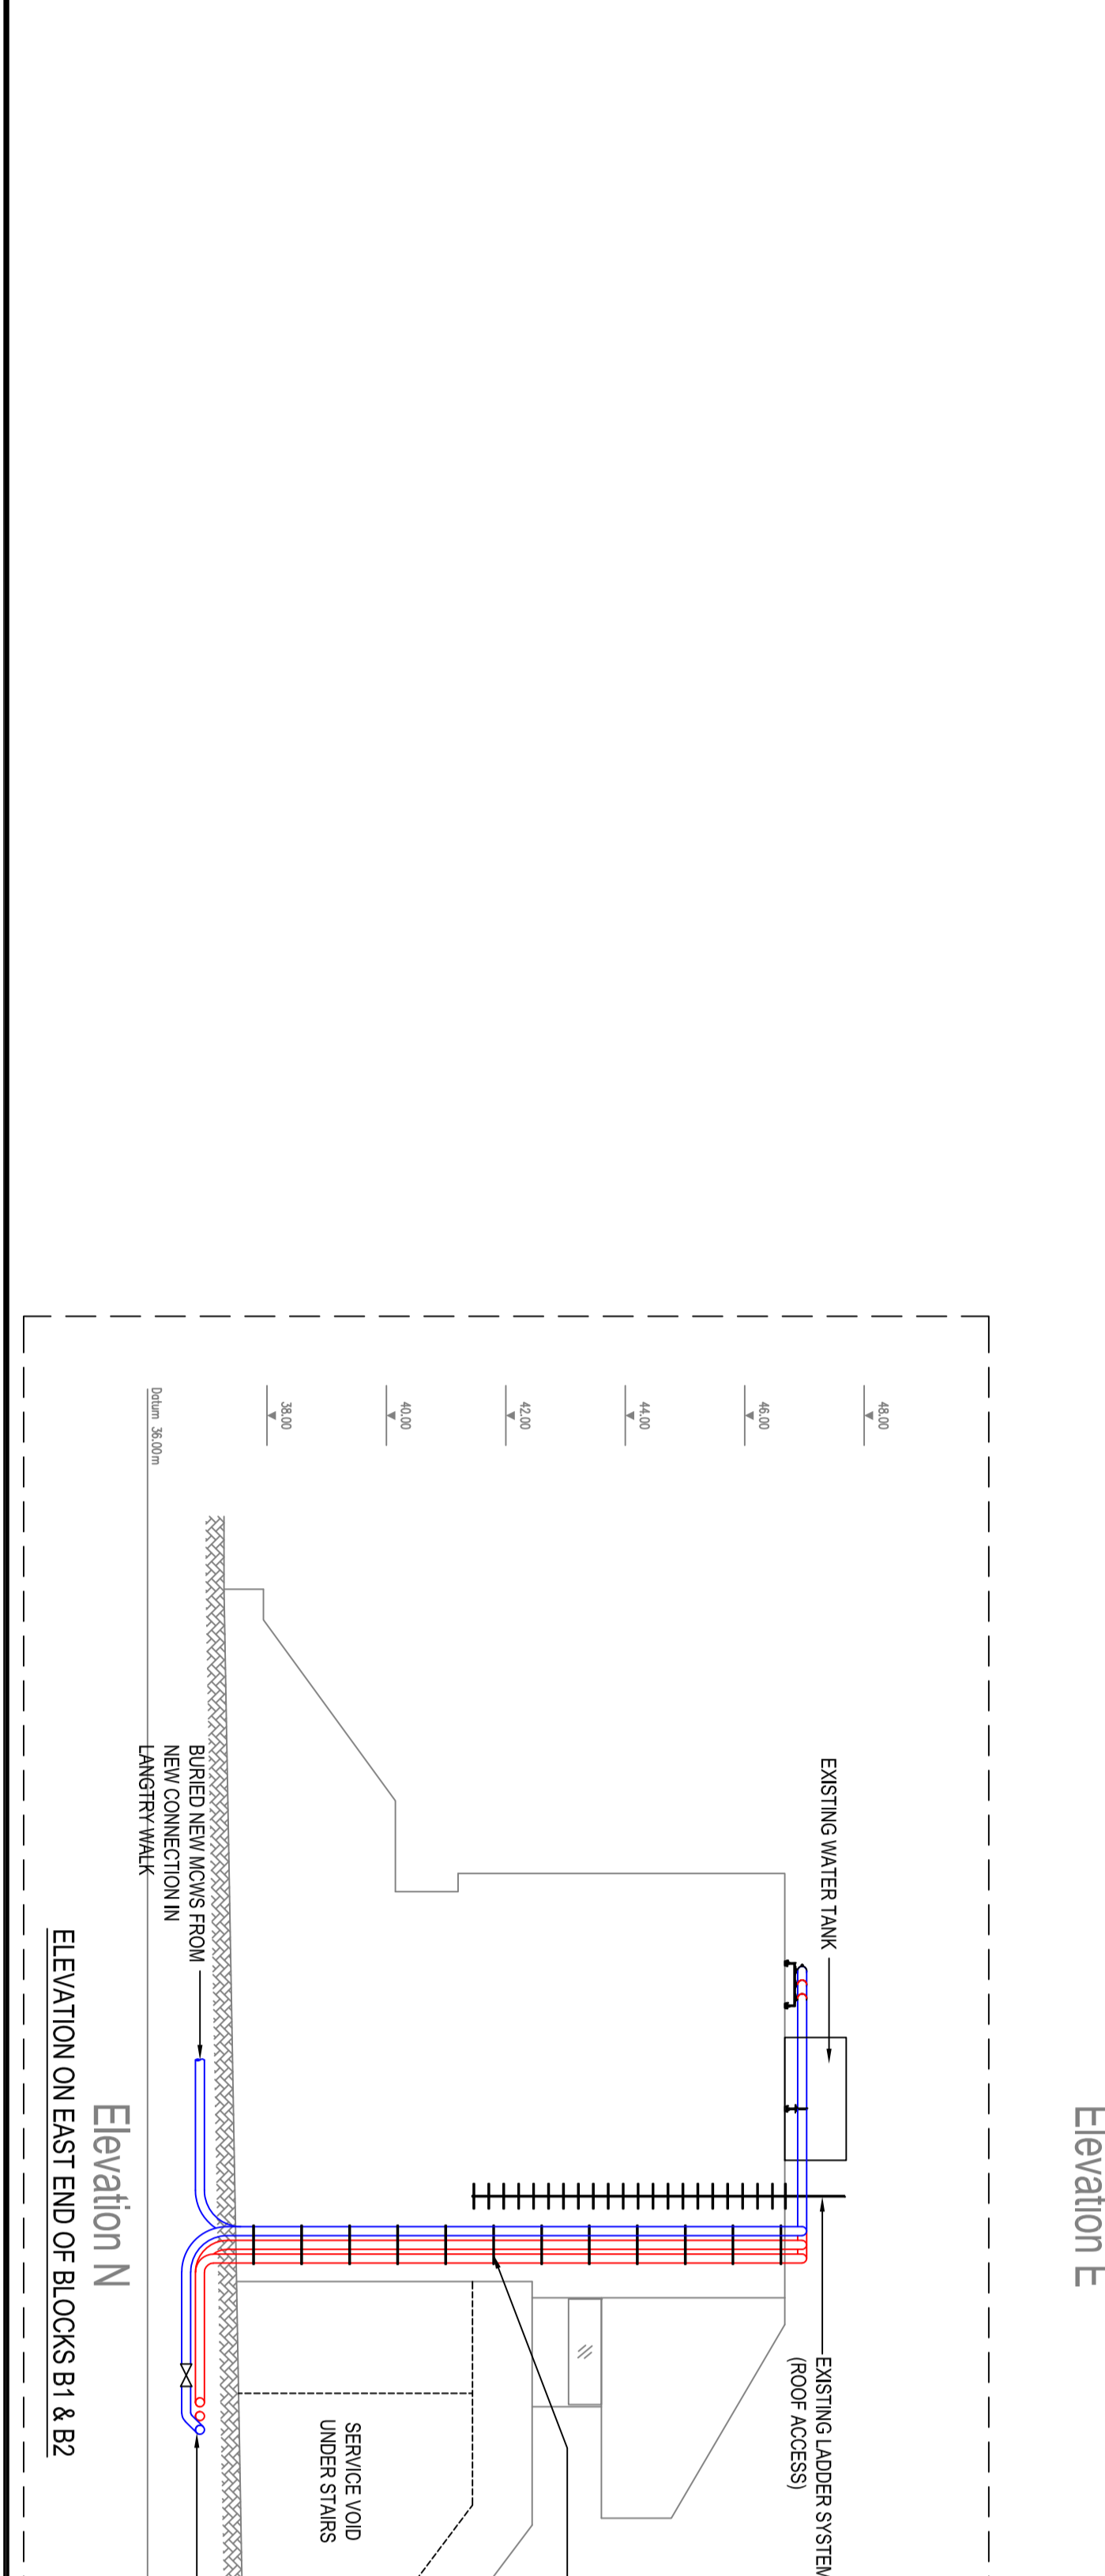 Elevation E
48.00
46.00
44.00
42.00
40.00
38.00
Datum 36.00m
EXISTING WATER TANK
EXISTING LADDER SYSTEM
(ROOF ACCESS)
SERVICE VOID
UNDER STAIRS
BURIED NEW MCWS FROM
NEW CONNECTION IN
LANGTRY WALK
Elevation N
ELEVATION ON EAST END OF BLOCKS B1 & B2